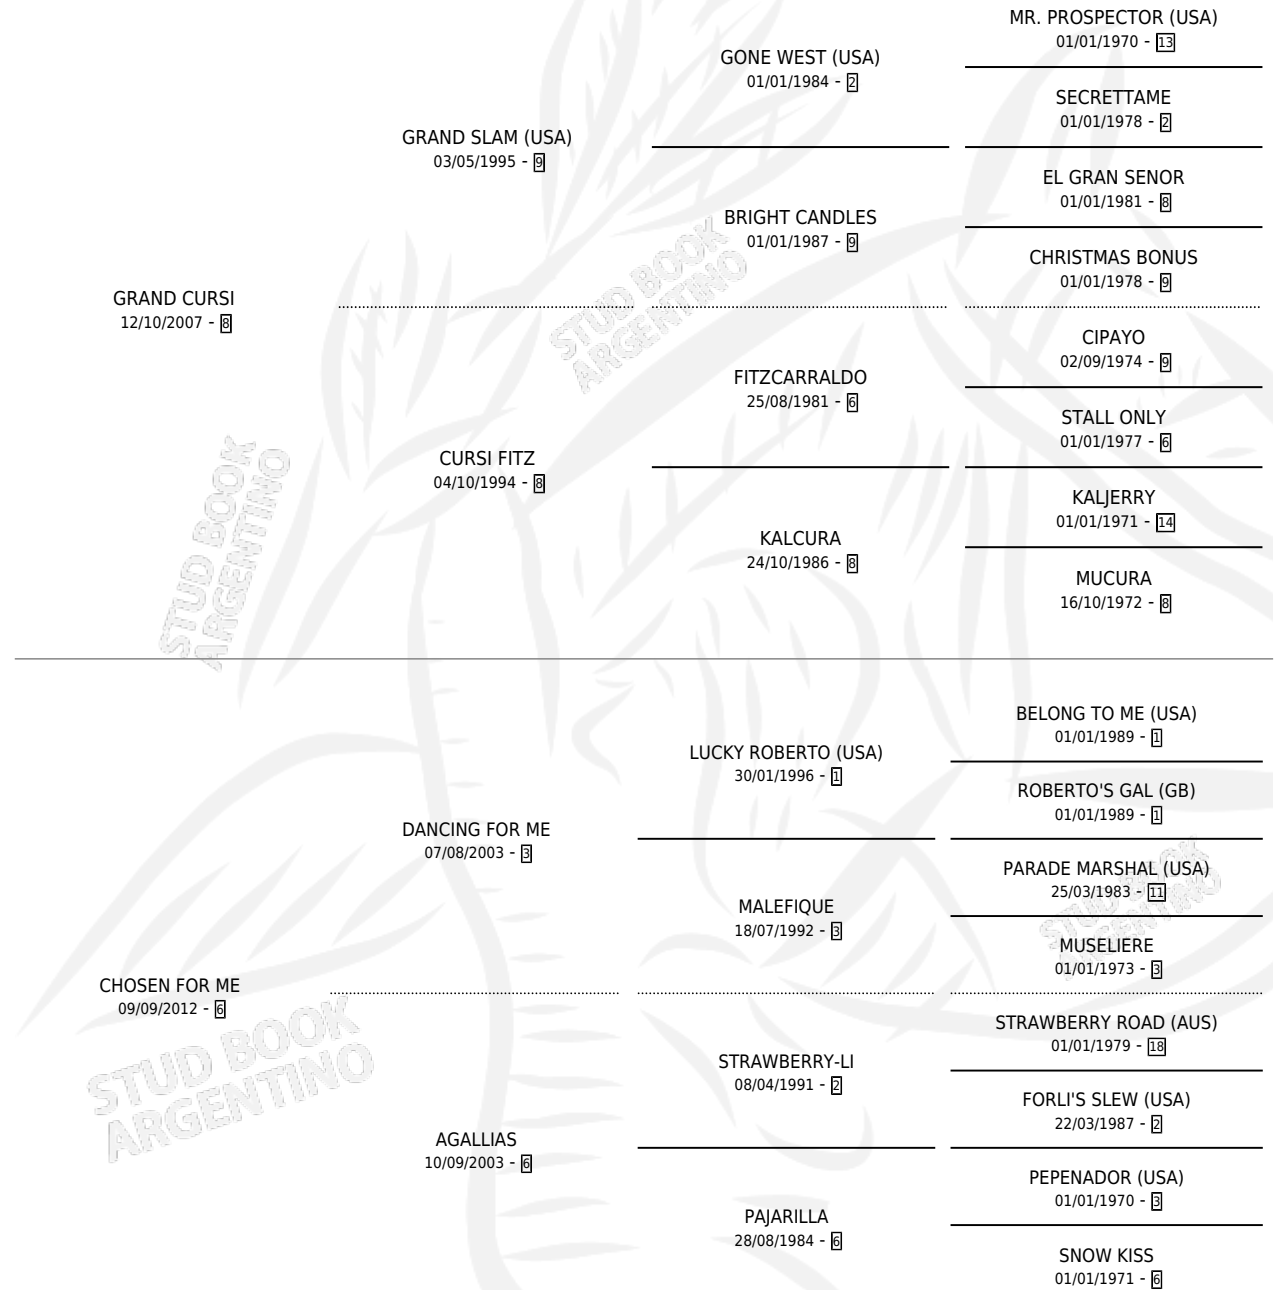 MR. PROSPECTOR (USA)
01/01/1970 - 13
GONE WEST (USA)
01/01/1984 - 2
SECRETTAME
01/01/1978 - 2
GRAND SLAM (USA)
03/05/1995 - 9
EL GRAN SENOR
01/01/1981 - 8
BRIGHT CANDLES
01/01/1987 - 9
CHRISTMAS BONUS
01/01/1978 - 9
GRAND CURSI
12/10/2007 - 8
CIPAYO
02/09/1974 - 9
FITZCARRALDO
25/08/1981 - 6
STALL ONLY
01/01/1977 - 6
CURSI FITZ
04/10/1994 - 8
KALJERRY
01/01/1971 - 14
KALCURA
24/10/1986 - 8
MUCURA
16/10/1972 - 8
STUD BOOK
ARGENTINO
STUD BOOK
ARGENTINO
BELONG TO ME (USA)
01/01/1989 - 1
LUCKY ROBERTO (USA)
30/01/1996 - 1
ROBERTO'S GAL (GB)
01/01/1989 - 1
DANCING FOR ME
07/08/2003 - 3
PARADE MARSHAL (USA)
25/03/1983 - 11
MALEFIQUE
18/07/1992 - 3
MUSELIERE
01/01/1973 - 3
STUD BOOK
ARGENTINO
CHOSEN FOR ME
09/09/2012 - 6
STRAWBERRY ROAD (AUS)
01/01/1979 - 18
STRAWBERRY-LI
08/04/1991 - 2
FORLI'S SLEW (USA)
22/03/1987 - 2
AGALLIAS
10/09/2003 - 6
PEPENADOR (USA)
01/01/1970 - 3
PAJARILLA
28/08/1984 - 6
SNOW KISS
01/01/1971 - 6
STUD BOOK
ARGENTINO